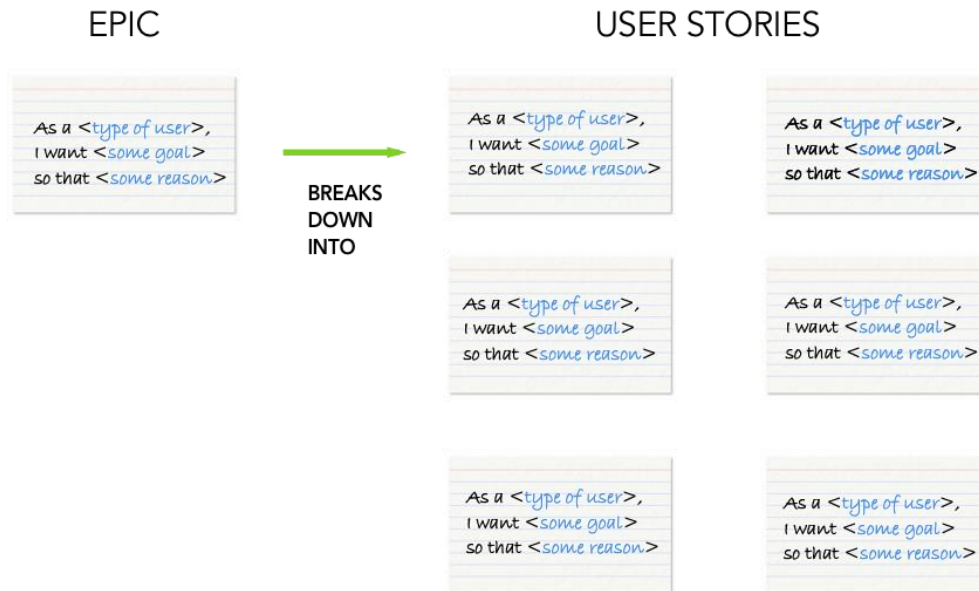 EPIC
USER STORIES
As a <type of user>,
I want <some goal>
so that <some reason>
BREAKS
DOWN
INTO
As a <type of user>,
I want <some goal>
so that <some reason>
As a <type of user>,
I want <some goal>
so that <some reason>
As a <type of user>,
I want <some goal>
so that <some reason>
As a <type of user>,
I want <some goal>
so that <some reason>
As a <type of user>,
I want <some goal>
so that <some reason>
As a <type of user>,
I want <some goal>
so that <some reason>